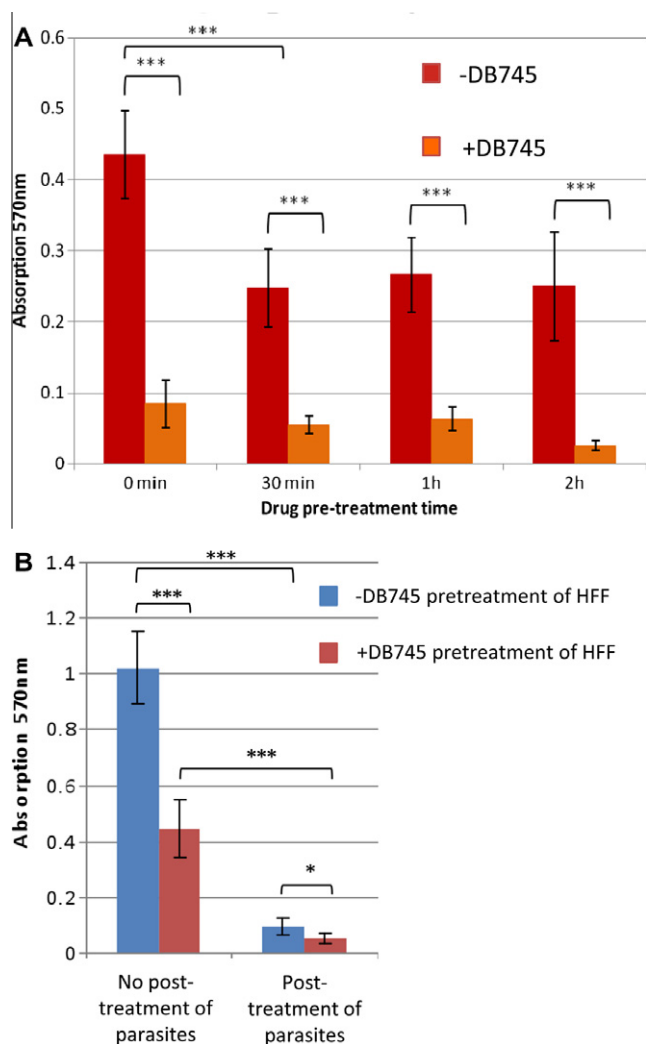 A
0.6
0.5
0.4
0.3
0.2
0.1
0
Absorption 570nm
***
***
***
***
***
-DB745
+DB745
0 min
30 min
1h
2h
Drug pre-treatment time
B
1.4
1.2
1
0.8
0.6
0.4
0.2
0
Absorption 570nm
***
***
***
*
-DB745 pretreatment of HFF
+DB745 pretreatment of HFF
No post-
treatment of
parasites
Post-
treatment of
parasites